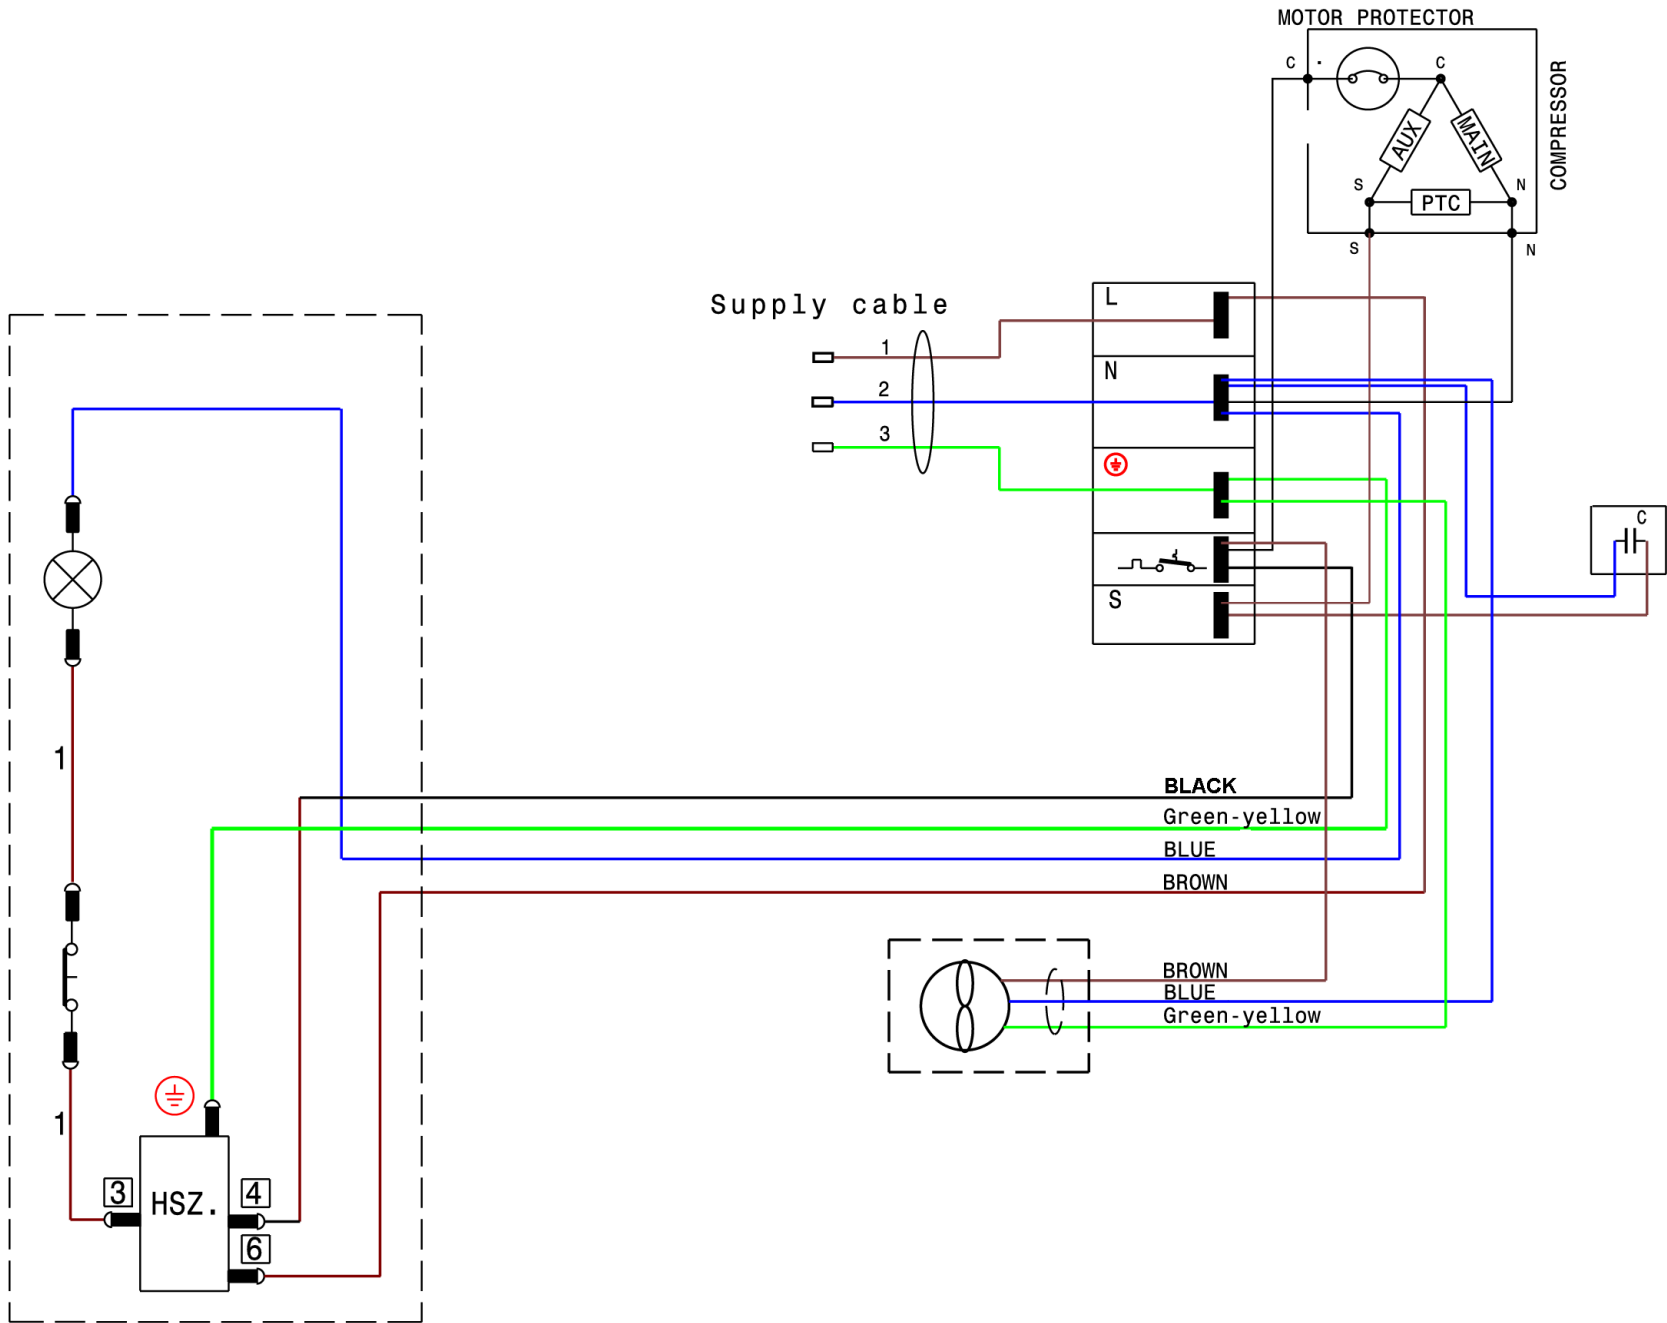 MOTOR PROTECTOR
C
C
COMPRESSOR
AUX
MAIN
S
N
PTC
S
N
Supply cable
L
1
N
2
3
C
S
1
BLACK
Green-yellow
BLUE
BROWN
BROWN
BLUE
Green-yellow
1
3
HSZ.
4
6